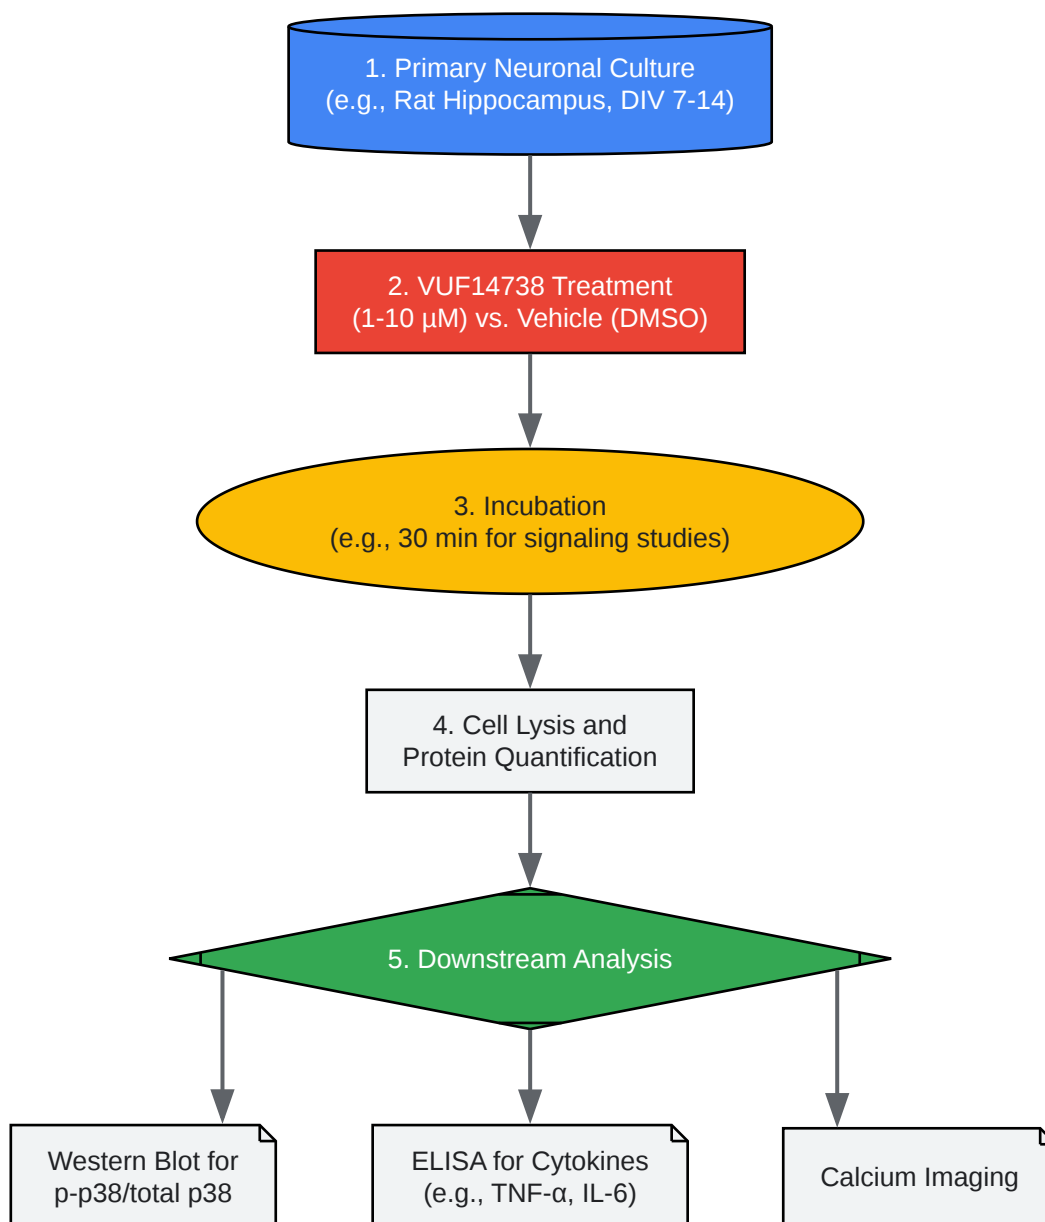 1. Primary Neuronal Culture
(e.g., Rat Hippocampus, DIV 7-14)
2. VUF14738 Treatment
(1-10 µM) vs. Vehicle (DMSO)
3. Incubation
(e.g., 30 min for signaling studies)
4. Cell Lysis and
Protein Quantification
5. Downstream Analysis
Western Blot for
p-p38/total p38
ELISA for Cytokines
(e.g., TNF-α, IL-6)
Calcium Imaging